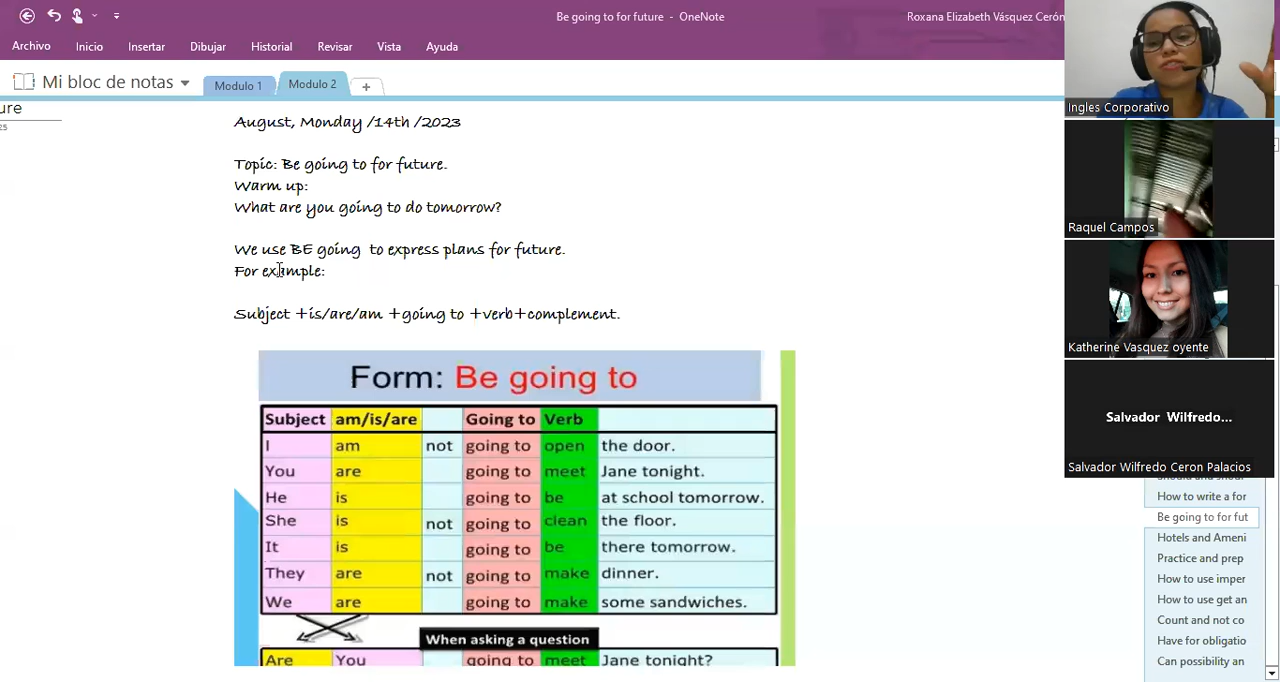 Be going to for future - OneNote
Roxana Elizabeth Vásquez Cerón
Archivo Inicio Insertar Dibujar Historial Revisar Vista Ayuda
Mi bloc de notas Modulo 1 Modulo 2 +
ure
25
August, Monday /14th /2023
Topic: Be going to for future.
Warm up:
What are you going to do tomorrow?
We use BE going to express plans for future.
For example:
Subject +is/are/am +going to +verb+complement.
Form: Be going to
Subject am/is/are Going to Verb
I am not going to open the door.
You are going to meet Jane tonight.
He is going to be at school tomorrow.
She is not going to clean the floor.
It is going to be there tomorrow.
They are not going to make dinner.
We are going to make some sandwiches.
When asking a question
Are You going to meet Jane tonight?
Ingles Corporativo
Raquel Campos
Katherine Vasquez oyente
Salvador Wilfredo...
Salvador Wilfredo Ceron Palacios
How to write a for
Be going to for fut
Hotels and Ameni
Practice and prep
How to use imper
How to use get an
Count and not co
Have for obligatio
Can possibility an